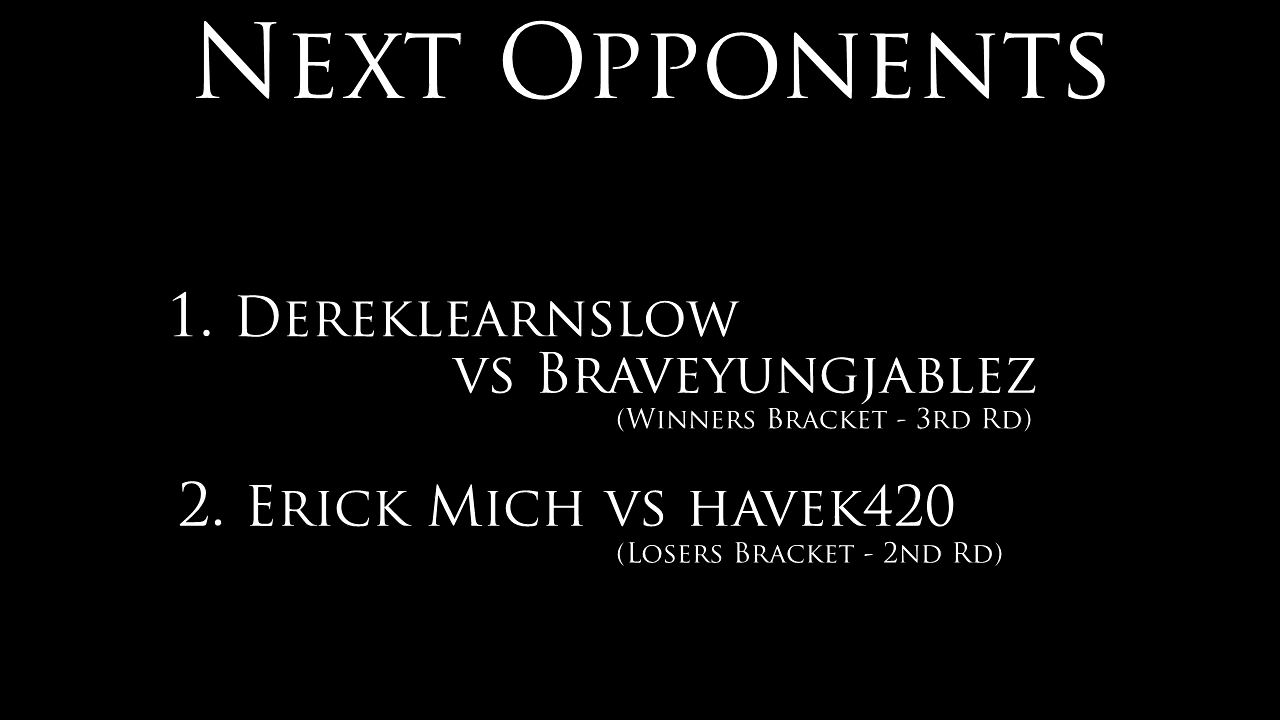 Next Opponents
1. Dereklearnslow
vs Braveyungjablez
(Winners Bracket - 3rd Rd)
2. Erick Mich vs havek420
(Losers Bracket - 2nd Rd)